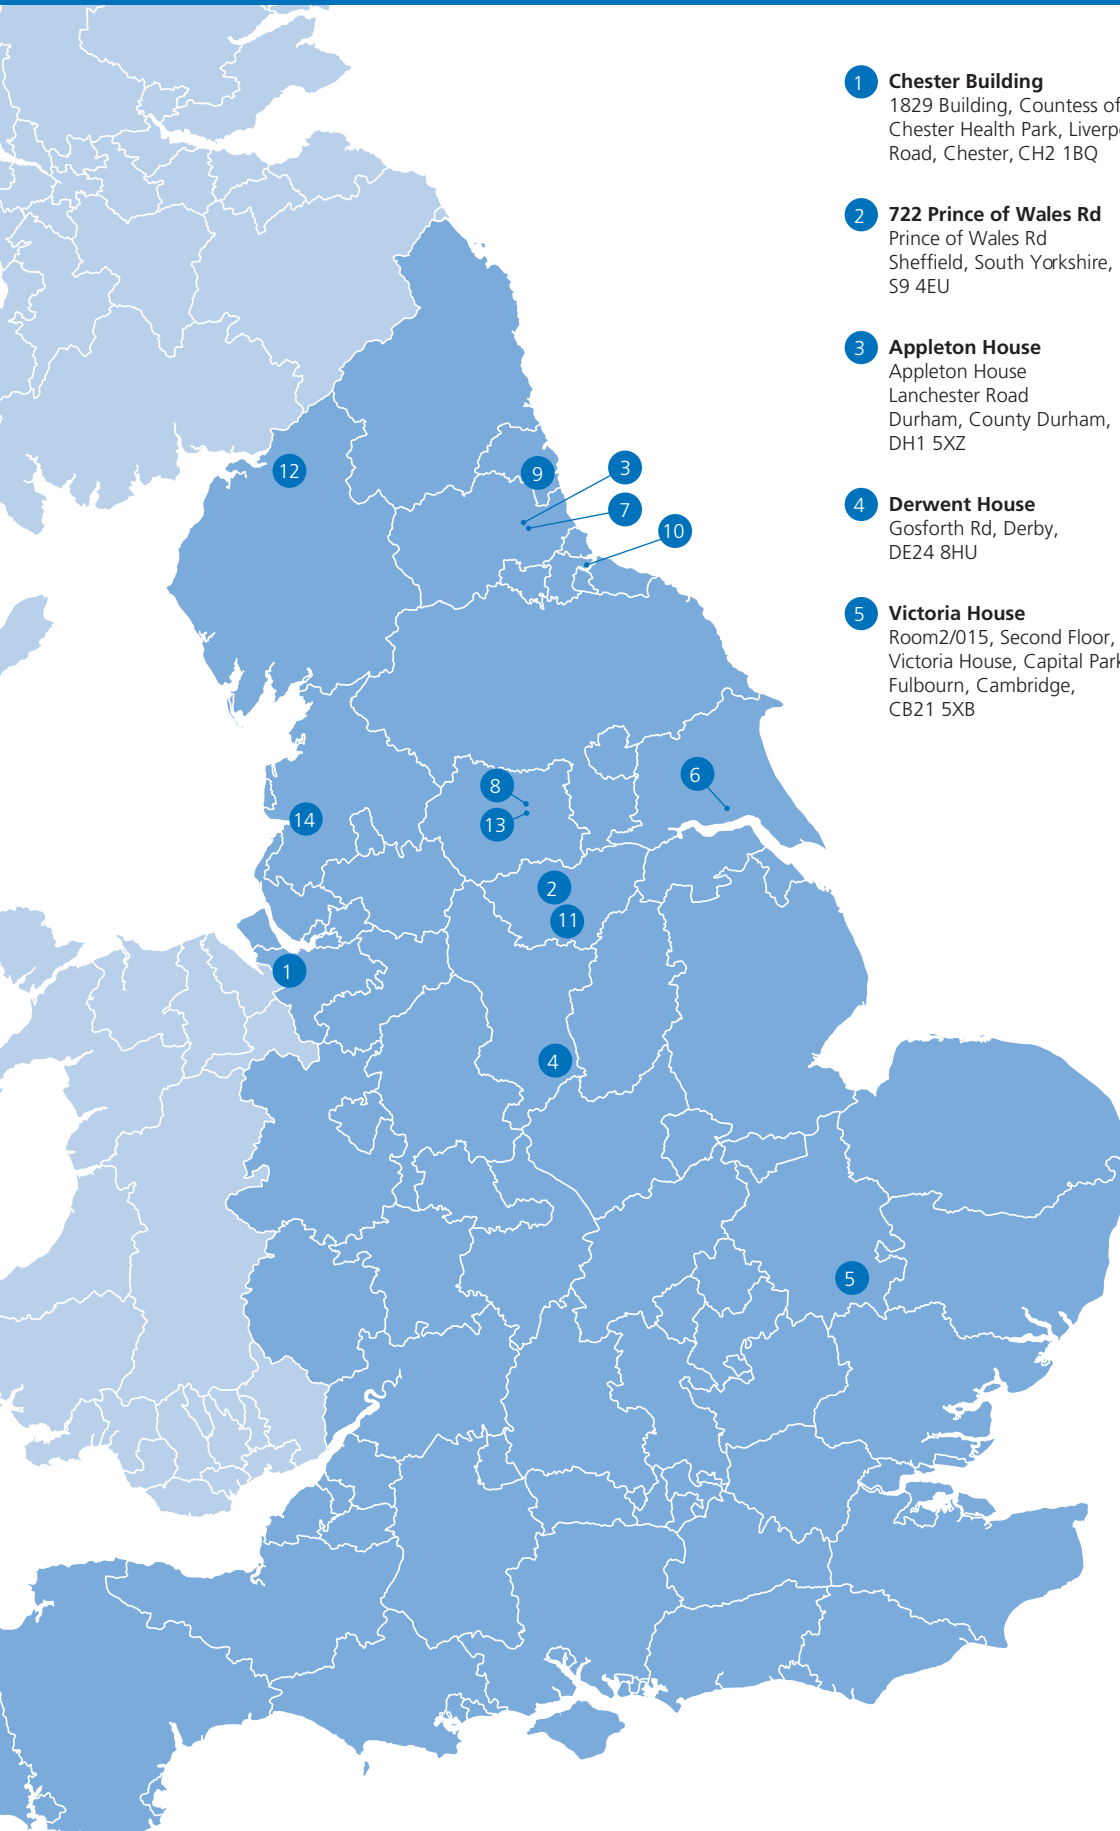 1 Chester Building
1829 Building, Countess of
Chester Health Park,
Road, Chester, CH2 1BQ
2 722 Prince of Wales Rd
Prince of Wales Rd
Sheffield, South Yorkshire,
S9 4EU
3 Appleton House
Appleton House
Lanchester Road
Durham, County Durham,
DH1 5XZ
4 Derwent House
Gosforth Rd, Derby,
DE24 8HU
5 Victoria House
Room2/015, Second Floor,
Victoria House, Capital Park
Fulbourn, Cambridge,
CB21 5XB
12
9
3
7
10
8
13
6
14
2
11
1
4
5